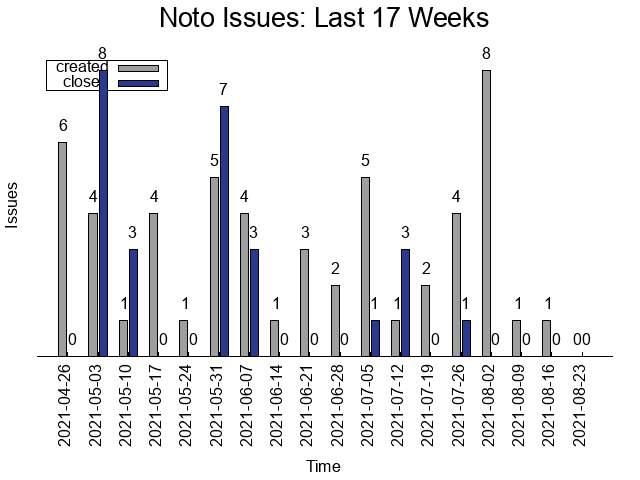 Noto Issues: Last 17 Weeks
8 8
created
close
7
6
5 5
4 4 4 4
3 3 3 3
2 2
1 1 1 1 1 1 1 1
0 0 0 0 0 0 0 0 0 0 00
Issues
2021-04-26
2021-05-03
2021-05-10
2021-05-17
2021-05-24
2021-05-31
2021-06-07
2021-06-14
2021-06-21
2021-06-28
2021-07-05
2021-07-12
2021-07-19
2021-07-26
2021-08-02
2021-08-09
2021-08-16
2021-08-23
Time